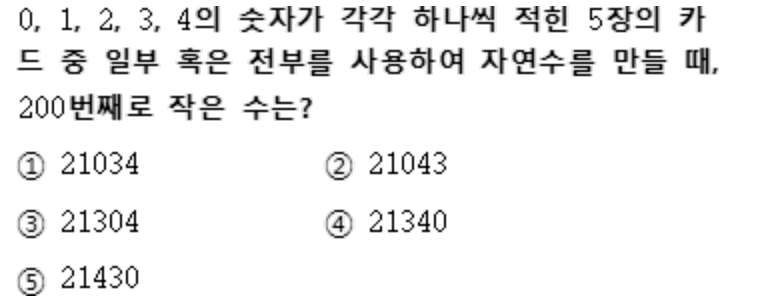 0, 1, 2, 3, 4의 숫자가 각각 하나씩 적힌 5장의 카
드 중 일부 혹은 전부를 사용하여 자연수를 만들 때,
200번째로 작은 수는?
① 21034 ② 21043
③ 21304 ④ 21340
⑤ 21430